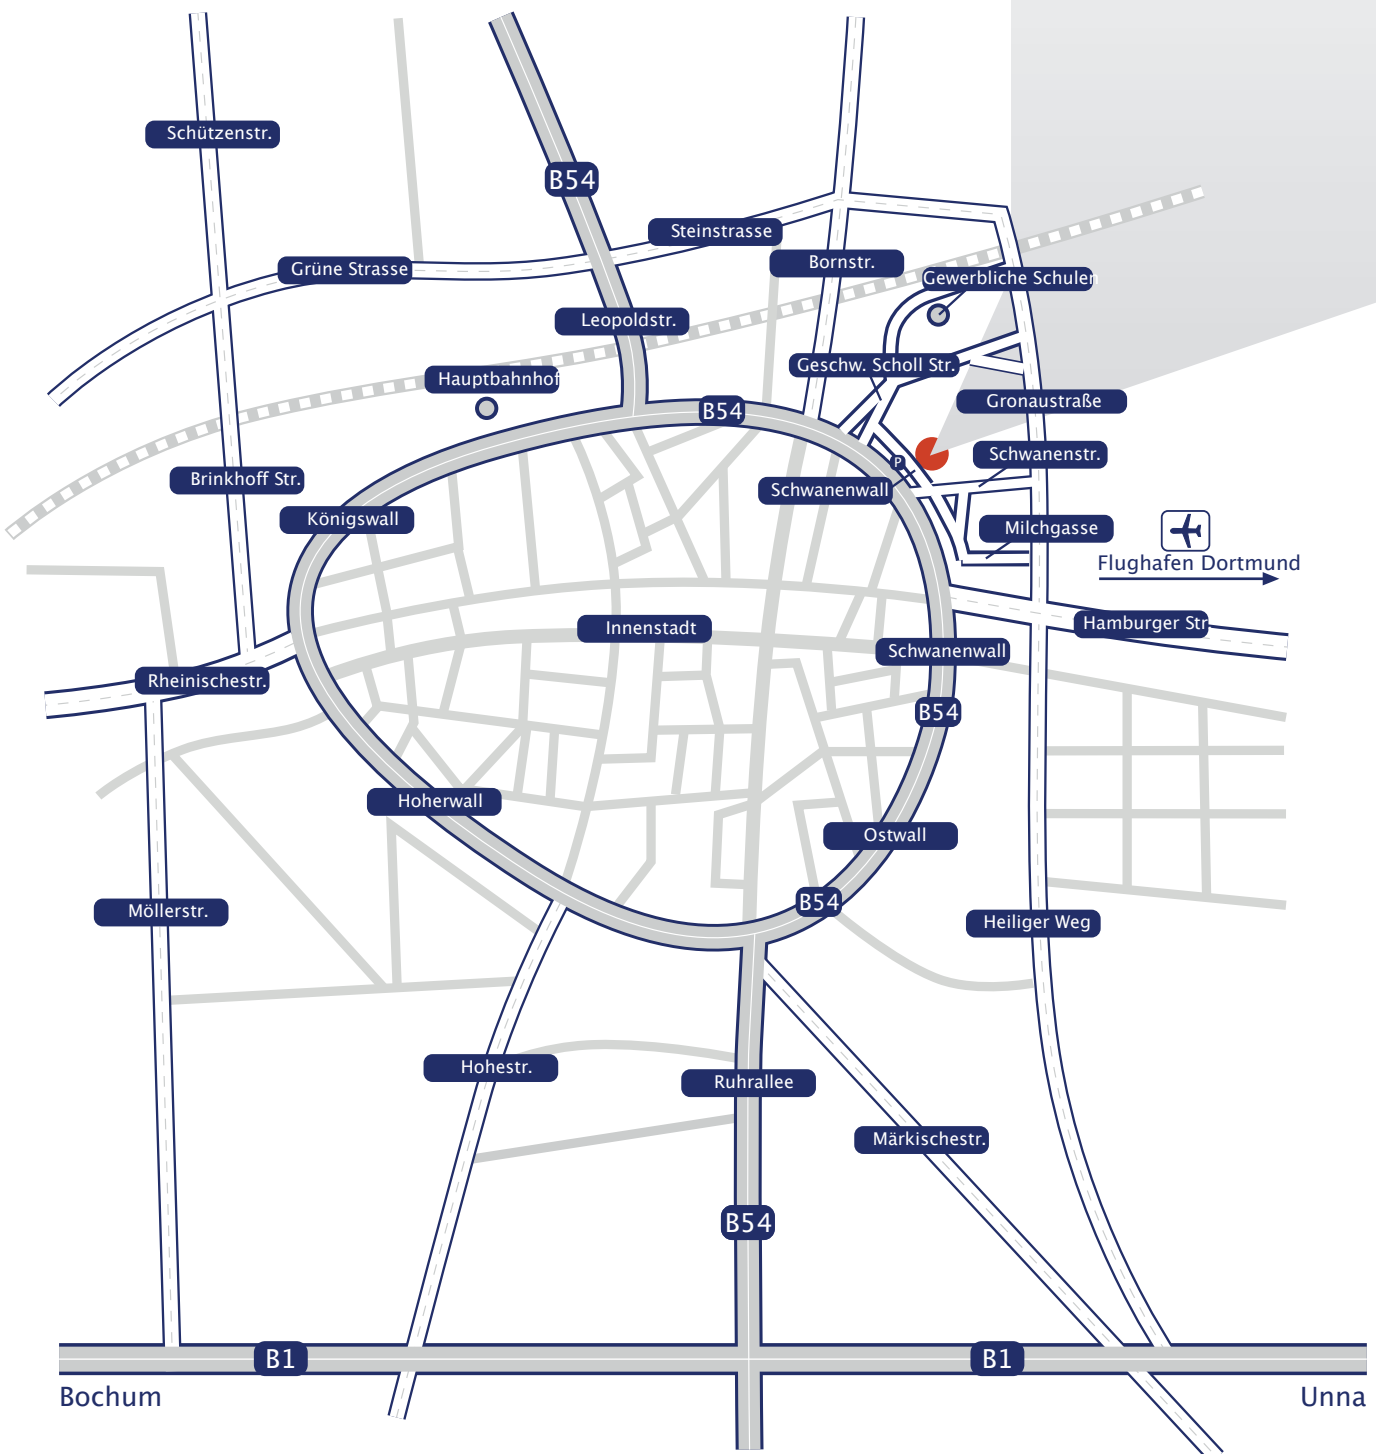 Schützenstr.
B54
Steinstrasse
Grüne Strasse
Bornstr.
Gewerbliche Schulen
Leopoldstr.
Geschw. Scholl Str.
Hauptbahnhof
B54
Gronaustraße
Schwanenstr.
P
Brinkhoff Str.
Schwanenwall
Königswall
Milchgasse
Flughafen Dortmund
Innenstadt
Hamburger Str
Schwanenwall
Rheinischestr.
B54
Hoherwall
Ostwall
B54
Möllerstr.
Heiliger Weg
Hohestr.
Ruhrallee
Märkischestr.
B54
B1
B1
Bochum
Unna